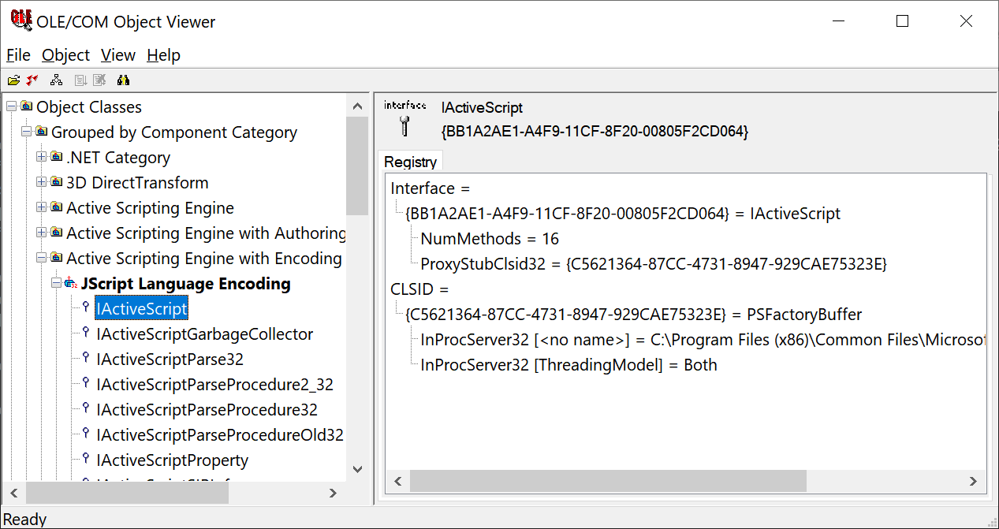 OLE/COM Object Viewer
File Object View Help
Object Classes
Grouped by Component Category
.NET Category
3D DirectTransform
Active Scripting Engine
Active Scripting Engine with Authoring
Active Scripting Engine with Encoding
JScript Language Encoding
IActiveScript
IActiveScriptGarbageCollector
IActiveScriptParse32
IActiveScriptParseProcedure2_32
IActiveScriptParseProcedure32
IActiveScriptParseProcedureOld32
IActiveScriptProperty
interface
IActiveScript
{BB1A2AE1-A4F9-11CF-8F20-00805F2CD064}
Registry
Interface =
{BB1A2AE1-A4F9-11CF-8F20-00805F2CD064} = IActiveScript
NumMethods = 16
ProxyStubClsid32 = {C5621364-87CC-4731-8947-929CAE75323E}
CLSID =
{C5621364-87CC-4731-8947-929CAE75323E} = PSFactoryBuffer
InProcServer32 [<no name>] = C:\Program Files (x86)\Common Files\Microsof
InProcServer32 [ThreadingModel] = Both
Ready